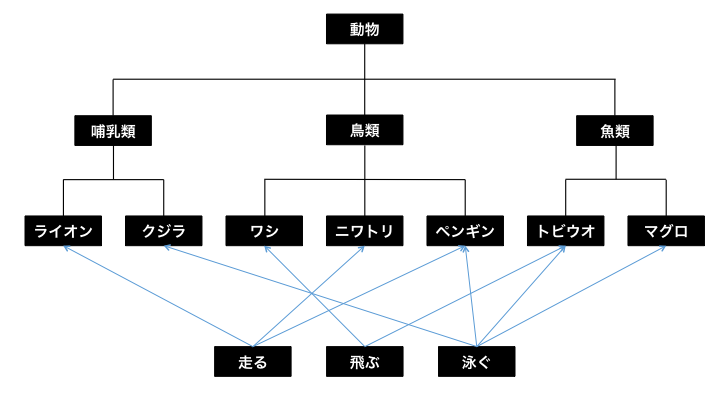 動物
哺乳類
鳥類
魚類
ライオン
クジラ
ワシ
ニワトリ
ペンギン
トビウオ
マグロ
走る
飛ぶ
泳ぐ